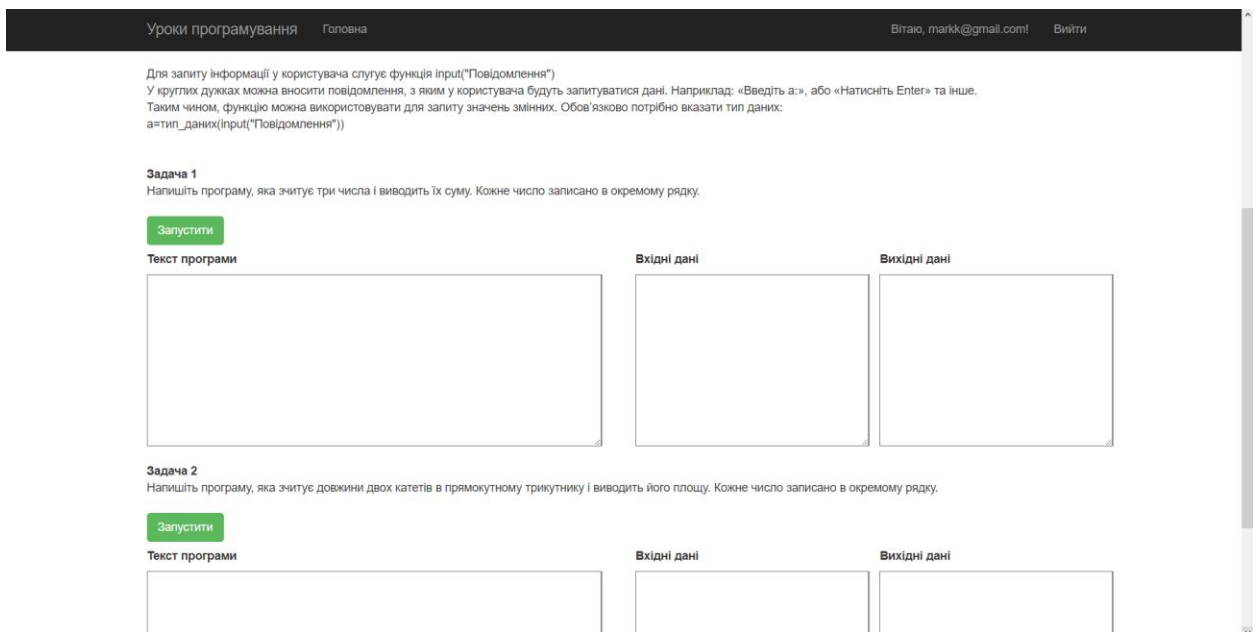 Уроки програмування Головна Вітаю, markk@gmail.com! Вийти
Для запиту інформації у користувача слугує функція input("Повідомлення")
У круглих дужках можна вносити повідомлення, з яким у користувача будуть запитуватися дані. Наприклад: «Введіть а:», або «Натисніть Enter» та інше.
Таким чином, функцію можна використовувати для запиту значень змінних. Обов'язково потрібно вказати тип даних:
а=тип_даних(input("Повідомлення"))
Задача 1
Напишіть програму, яка зчитує три числа і виводить їх суму. Кожне число записано в окремому рядку.
Запустити
Текст програми Вхідні дані Вихідні дані
Задача 2
Напишіть програму, яка зчитує довжини двох катетів в прямокутному трикутнику і виводить його площу. Кожне число записано в окремому рядку.
Запустити
Текст програми Вхідні дані Вихідні дані